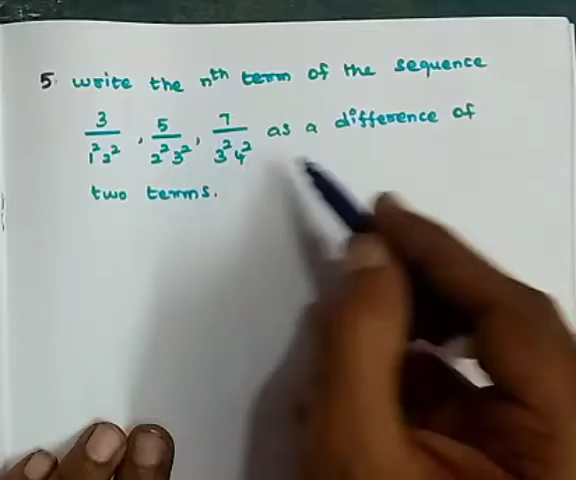 5. Write the nth term of the sequence
3/1²2², 5/2²3², 7/3²4² as a difference of
two terms.